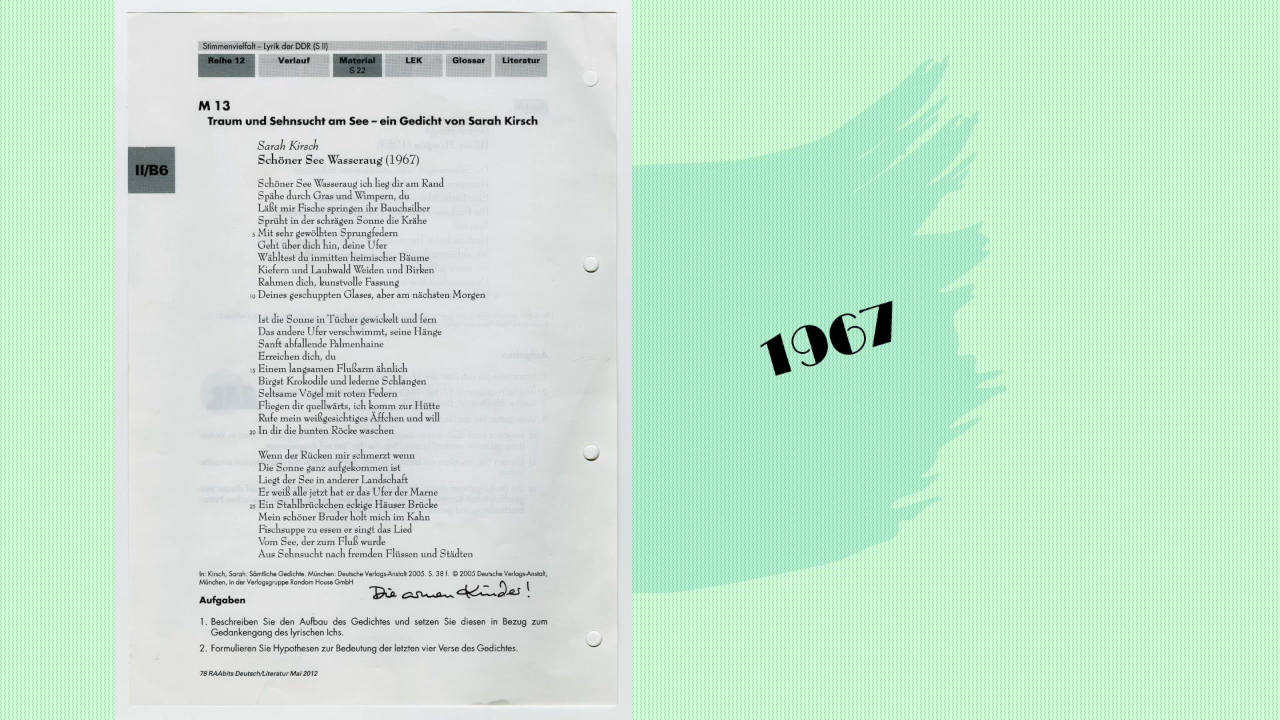 Stimmenvielfalt – Lyrik der DDR (S II)
Reihe 12 Verlauf Material S 22 LEK Glossar Literatur
M 13
Traum und Sehnsucht am See – ein Gedicht von Sarah Kirsch
II/B6
Sarah Kirsch
Schöner See Wasseraug (1967)
Schöner See Wasseraug ich lieg dir am Rand
Spähe durch Gras und Wimpern, du
Läßt mir Fische springen ihr Bauchsilber
Sprüht in der schrägen Sonne die Krähe
5 Mit sehr gewölbten Sprungfedern
Geht über dich hin, deine Ufer
Wähltest du inmitten heimischer Bäume
Kiefern und Laubwald Weiden und Birken
Rahmen dich, kunstvolle Fassung
10 Deines geschuppten Glases, aber am nächsten Morgen
Ist die Sonne in Tücher gewickelt und fern
Das andere Ufer verschwimmt, seine Hänge
Sanft abfallende Palmenhaine
Erreichen dich, du
15 Einem langsamen Flußarm ähnlich
Birgst Krokodile und lederne Schlangen
Seltsame Vögel mit roten Federn
Fliegen dir quellwärts, ich komm zur Hütte
Rufe mein weißgesichtiges Äffchen und will
20 In dir die bunten Röcke waschen
Wenn der Rücken mir schmerzt wenn
Die Sonne ganz aufgekommen ist
Liegt der See in anderer Landschaft
Er weiß alle jetzt hat er das Ufer der Marne
25 Ein Stahlbrückchen eckige Häuser Brücke
Mein schöner Bruder holt mich im Kahn
Fischsuppe zu essen er singt das Lied
Vom See, der zum Fluß wurde
Aus Sehnsucht nach fremden Flüssen und Städten
In: Kirsch, Sarah: Sämtliche Gedichte. München: Deutsche Verlags-Anstalt 2005. S. 38 f. © 2005 Deutsche Verlags-Anstalt,
München, in der Verlagsgruppe Random House GmbH
Die armen Kinder!
Aufgaben
1. Beschreiben Sie den Aufbau des Gedichtes und setzen Sie diesen in Bezug zum
Gedankengang des lyrischen Ichs.
2. Formulieren Sie Hypothesen zur Bedeutung der letzten vier Verse des Gedichtes.
78 RAAbits Deutsch/Literatur Mai 2012
1967